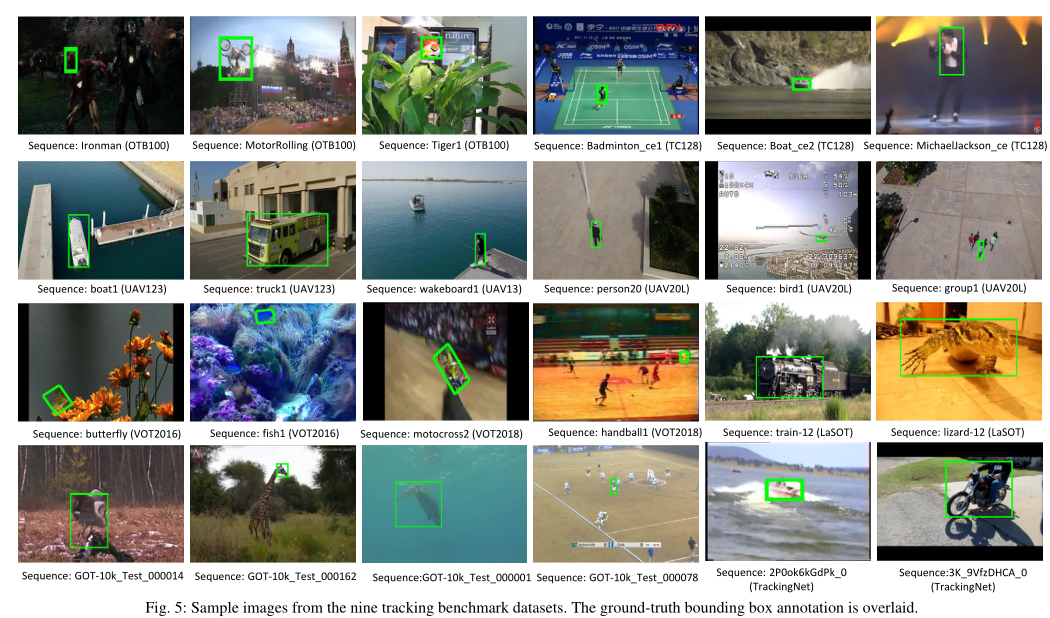 nature
Sequence: Ironman (OTB100)
Sequence: MotorRolling (OTB100)
Sequence: Tiger1 (OTB100)
Sequence: Badminton_ce1 (TC128)
Sequence: Boat_ce2 (TC128)
Sequence: MichaelJackson_ce (TC128)
Sequence: boat1 (UAV123)
Sequence: truck1 (UAV123)
Sequence: wakeboard1 (UAV13)
Sequence: person20 (UAV20L)
Sequence: bird1 (UAV20L)
Sequence: group1 (UAV20L)
Sequence: butterfly (VOT2016)
Sequence: fish1 (VOT2016)
Sequence: motocross2 (VOT2018)
Sequence: handball1 (VOT2018)
Sequence: train-12 (LaSOT)
Sequence: lizard-12 (LaSOT)
Sequence: GOT-10k_Test_000014
Sequence: GOT-10k_Test_000162
Sequence:GOT-10k_Test_000001
Sequence: GOT-10k_Test_000078
Sequence: 2P0ok6kGdPk_0
(TrackingNet)
Sequence:3K_9VfzDHCA_0
(TrackingNet)
Fig. 5: Sample images from the nine tracking benchmark datasets. The ground-truth bounding box annotation is overlaid.